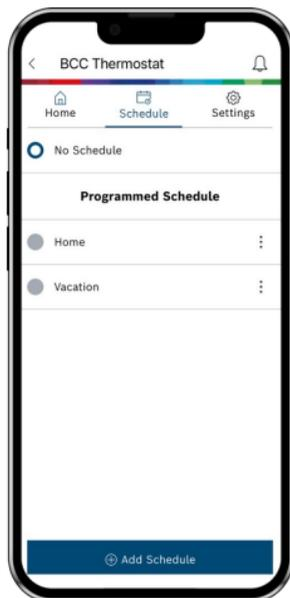 BCC Thermostat
Home Schedule Settings
No Schedule
Programmed Schedule
Home
Vacation
Add Schedule